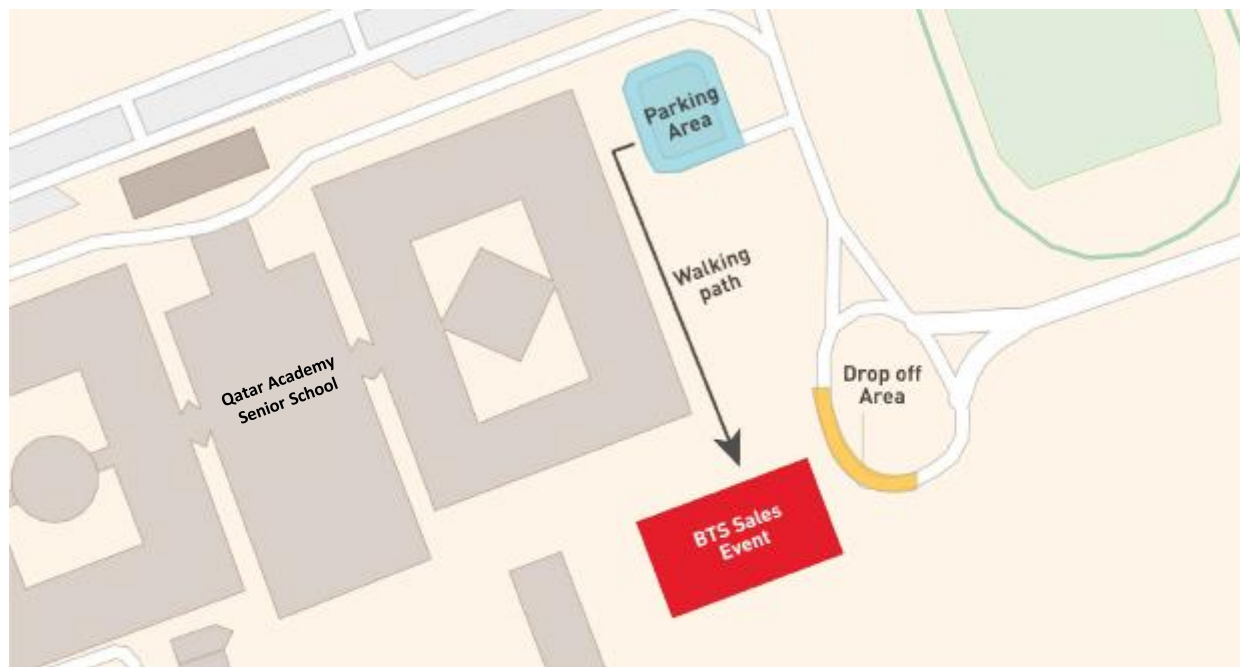 Parking
Area
Walking
path
Qatar Academy
Senior School
Drop off
Area
BTS Sales
Event